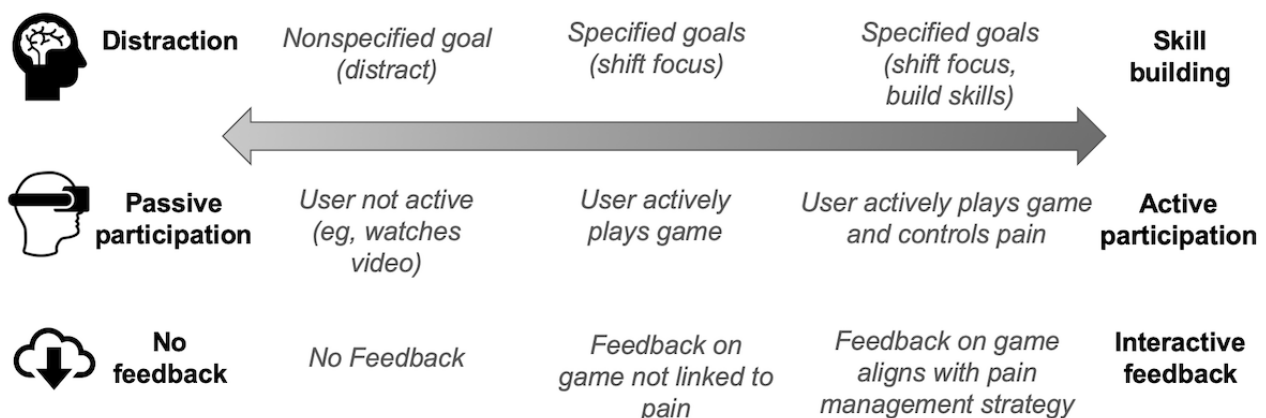 Distraction
Nonspecified goal
(distract)
Specified goals
(shift focus)
Specified goals
(shift focus,
build skills)
Skill
building
Passive
participation
User not active
(eg, watches
video)
User actively
plays game
User actively plays game
and controls pain
Active
participation
No
feedback
No Feedback
Feedback on
game not linked to
pain
Feedback on game
aligns with pain
management strategy
Interactive
feedback